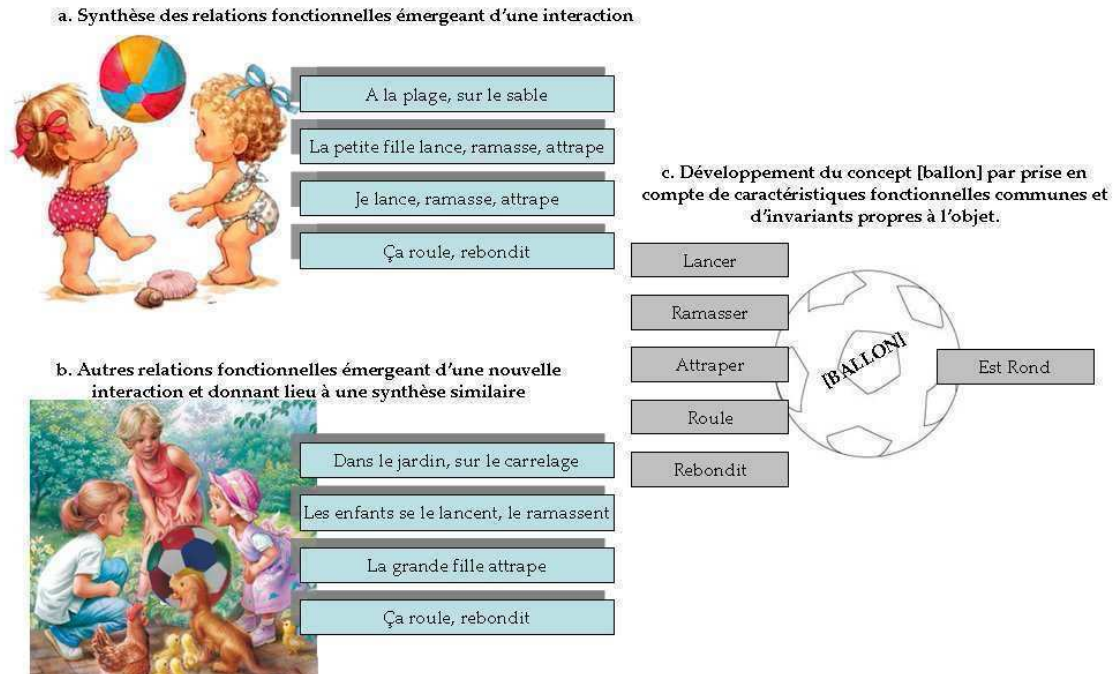 a. Synthèse des relations fonctionnelles émergeant d'une interaction
A la plage, sur le sable
La petite fille lance, ramasse, attrape
Je lance, ramasse, attrape
Ça roule, rebondit
b. Autres relations fonctionnelles émergeant d'une nouvelle
interaction et donnant lieu à une synthèse similaire
Dans le jardin, sur le carrelage
Les enfants se le lancent, le ramassent
La grande fille attrape
Ça roule, rebondit
c. Développement du concept [ballon] par prise en
compte de caractéristiques fonctionnelles communes et
d'invariants propres à l'objet.
Lancer
Ramasser
Attraper
Roule
Rebondit
[BALLON]
Est Rond